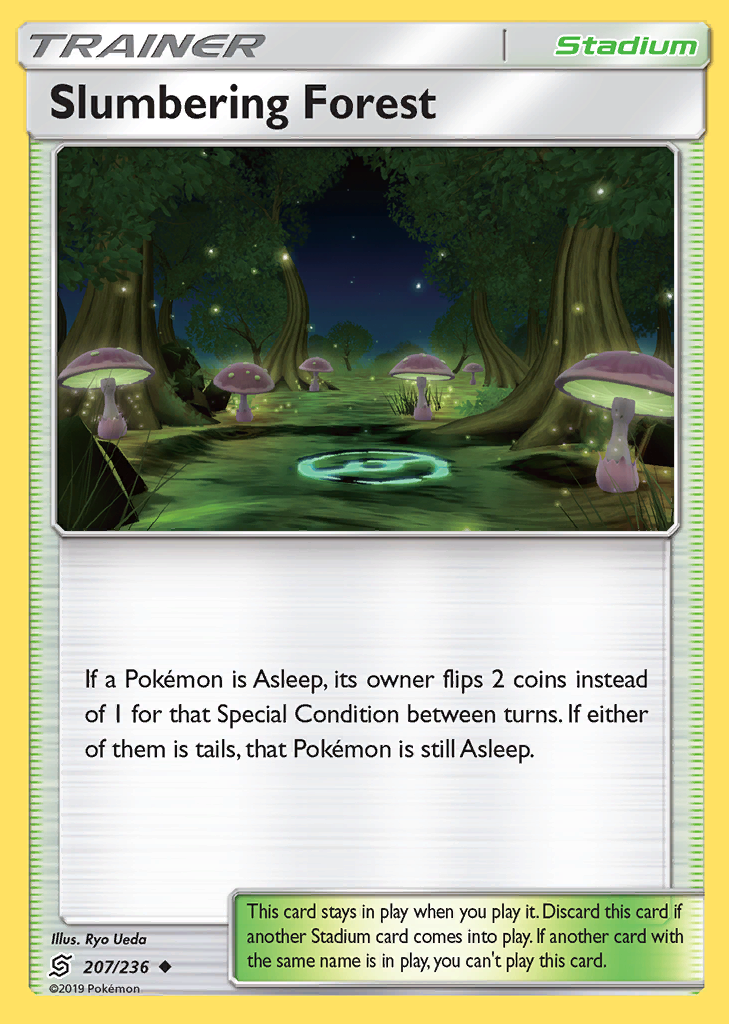 TRAINER
Stadium
Slumbering Forest
If a Pokémon is Asleep, its owner flips 2 coins instead
of 1 for that Special Condition between turns. If either
of them is tails, that Pokémon is still Asleep.
This card stays in play when you play it. Discard this card if
another Stadium card comes into play. If another card with
the same name is in play, you can't play this card.
Illus. Ryo Ueda
207/236 ◆
©2019 Pokémon